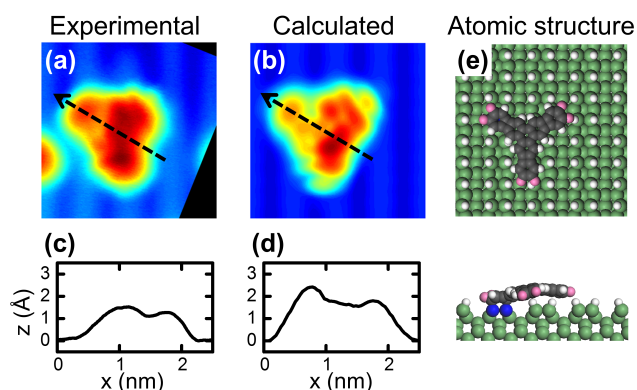 Experimental Calculated Atomic structure
(a) (b) (e)
(c) (d)
3 3
2 2
1 1
0 0
z (Å)
0 1 2 0 1 2
x (nm) x (nm)